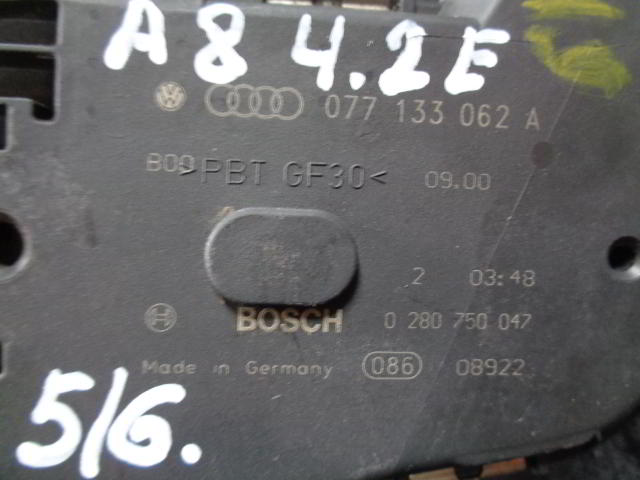 A8 4.2E
077 133 062 A
B00
>PBT GF30< 09.00
2 03:48
BOSCH 0 280 750 047
Made in Germany 086 08922
5/6.